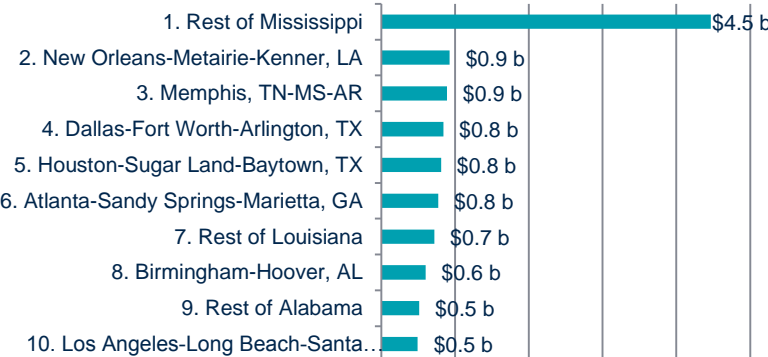 1. Rest of Mississippi $4.5 b
2. New Orleans-Metairie-Kenner, LA $0.9 b
3. Memphis, TN-MS-AR $0.9 b
4. Dallas-Fort Worth-Arlington, TX $0.8 b
5. Houston-Sugar Land-Baytown, TX $0.8 b
6. Atlanta-Sandy Springs-Marietta, GA $0.8 b
7. Rest of Louisiana $0.7 b
8. Birmingham-Hoover, AL $0.6 b
9. Rest of Alabama $0.5 b
10. Los Angeles-Long Beach-Santa… $0.5 b